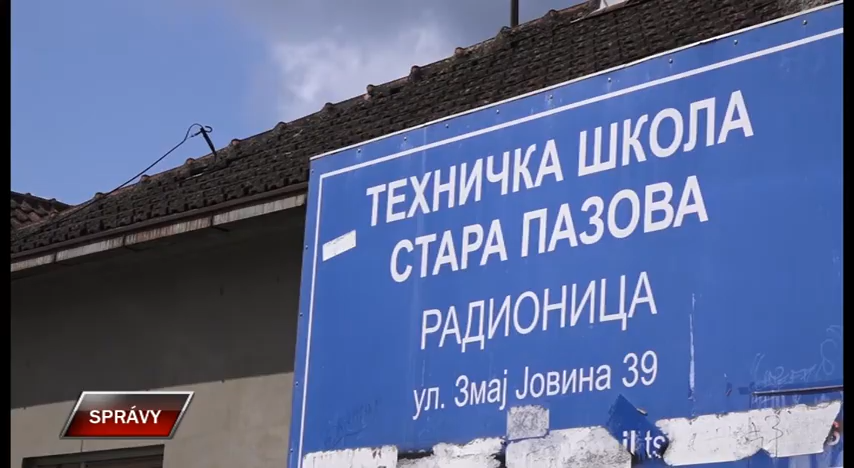 ТЕХНИЧКА ШКОЛА
СТАРА ПАЗОВА
РАДИОНИЦА
ул. Змај Јовина 39
SPRÁVY